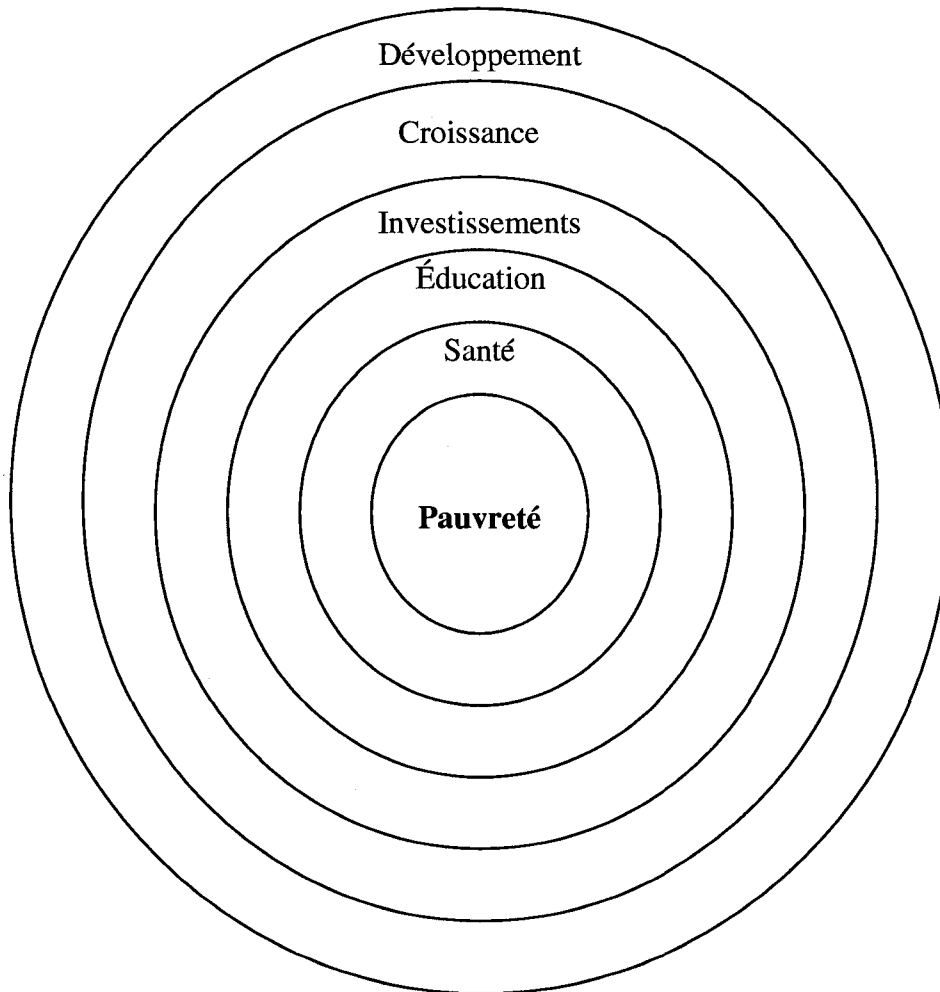 Développement
Croissance
Investissements
Éducation
Santé
Pauvreté